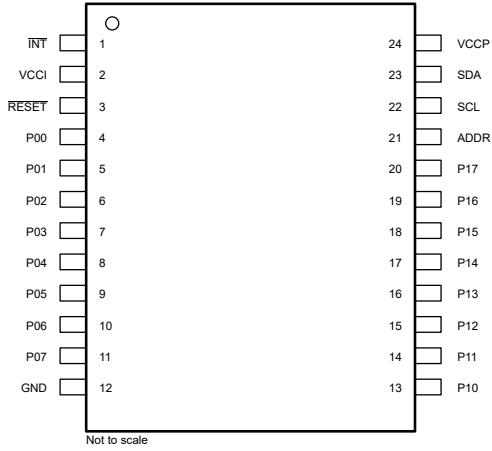 INT 1 24 VCCP
VCCI 2 23 SDA
RESET 3 22 SCL
P00 4 21 ADDR
P01 5 20 P17
P02 6 19 P16
P03 7 18 P15
P04 8 17 P14
P05 9 16 P13
P06 10 15 P12
P07 11 14 P11
GND 12 13 P10
Not to scale